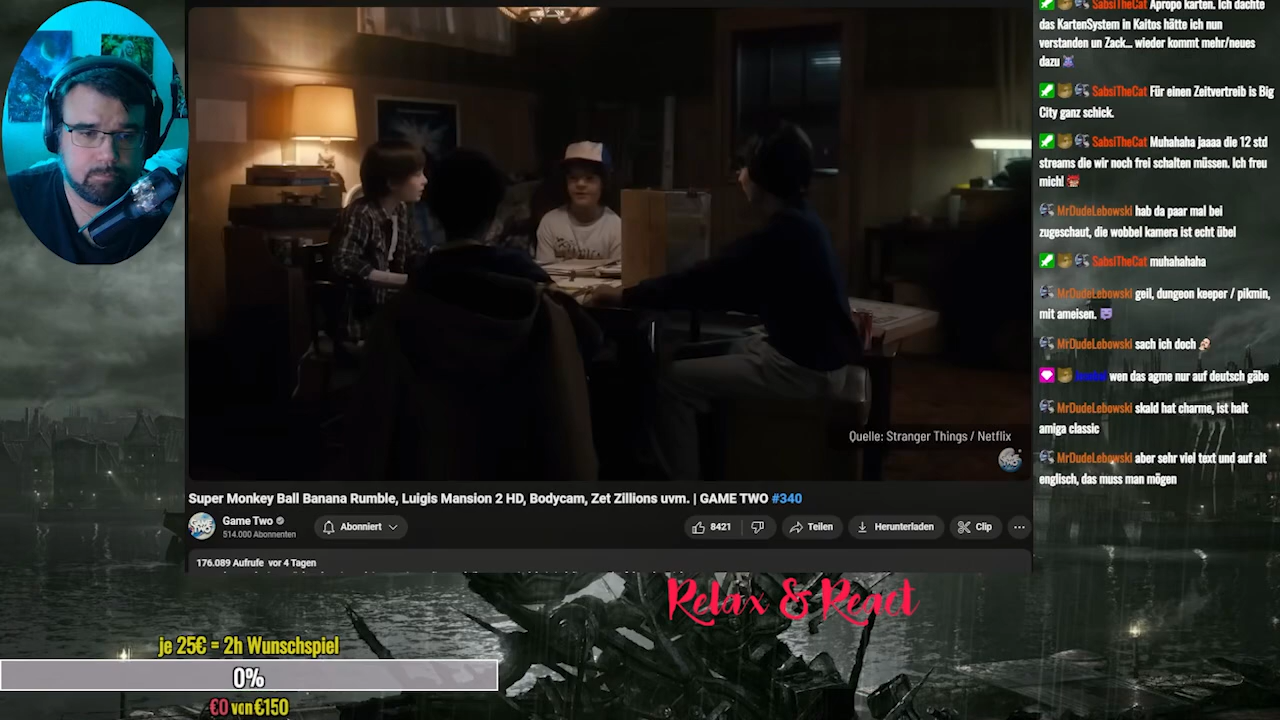 SabsiTheCat Apropo karten. Ich dachte
das KartenSystem in Kaitos hätte ich nun
verstanden un Zack... wieder kommt mehr/neues
dazu
SabsiTheCat Für einen Zeitvertreib is Big
City ganz schick.
SabsiTheCat Muhahaha jaaaa die 12 std
streams die wir noch frei schalten müssen. Ich freu
mich!
MrDudeLebowski hab da paar mal bei
zugeschaut, die wobbel kamera ist echt übel
SabsiTheCat muhahahaha
MrDudeLebowski geil, dungeon keeper / pikmin,
mit ameisen.
MrDudeLebowski sach ich doch
wen das agme nur auf deutsch gäbe
MrDudeLebowski skald hat charme, ist halt
amiga classic
MrDudeLebowski aber sehr viel text und auf alt
englisch, das muss man mögen
Quelle: Stranger Things / Netflix
Super Monkey Ball Banana Rumble, Luigis Mansion 2 HD, Bodycam, Zet Zillions uvm. | GAME TWO #340
GAME TWO
Game Two
514.000 Abonnenten
Abonniert
8421
Teilen
Herunterladen
Clip
176.089 Aufrufe vor 4 Tagen
Relax & React
je 25€ = 2h Wunschspiel
0%
€0 von €150